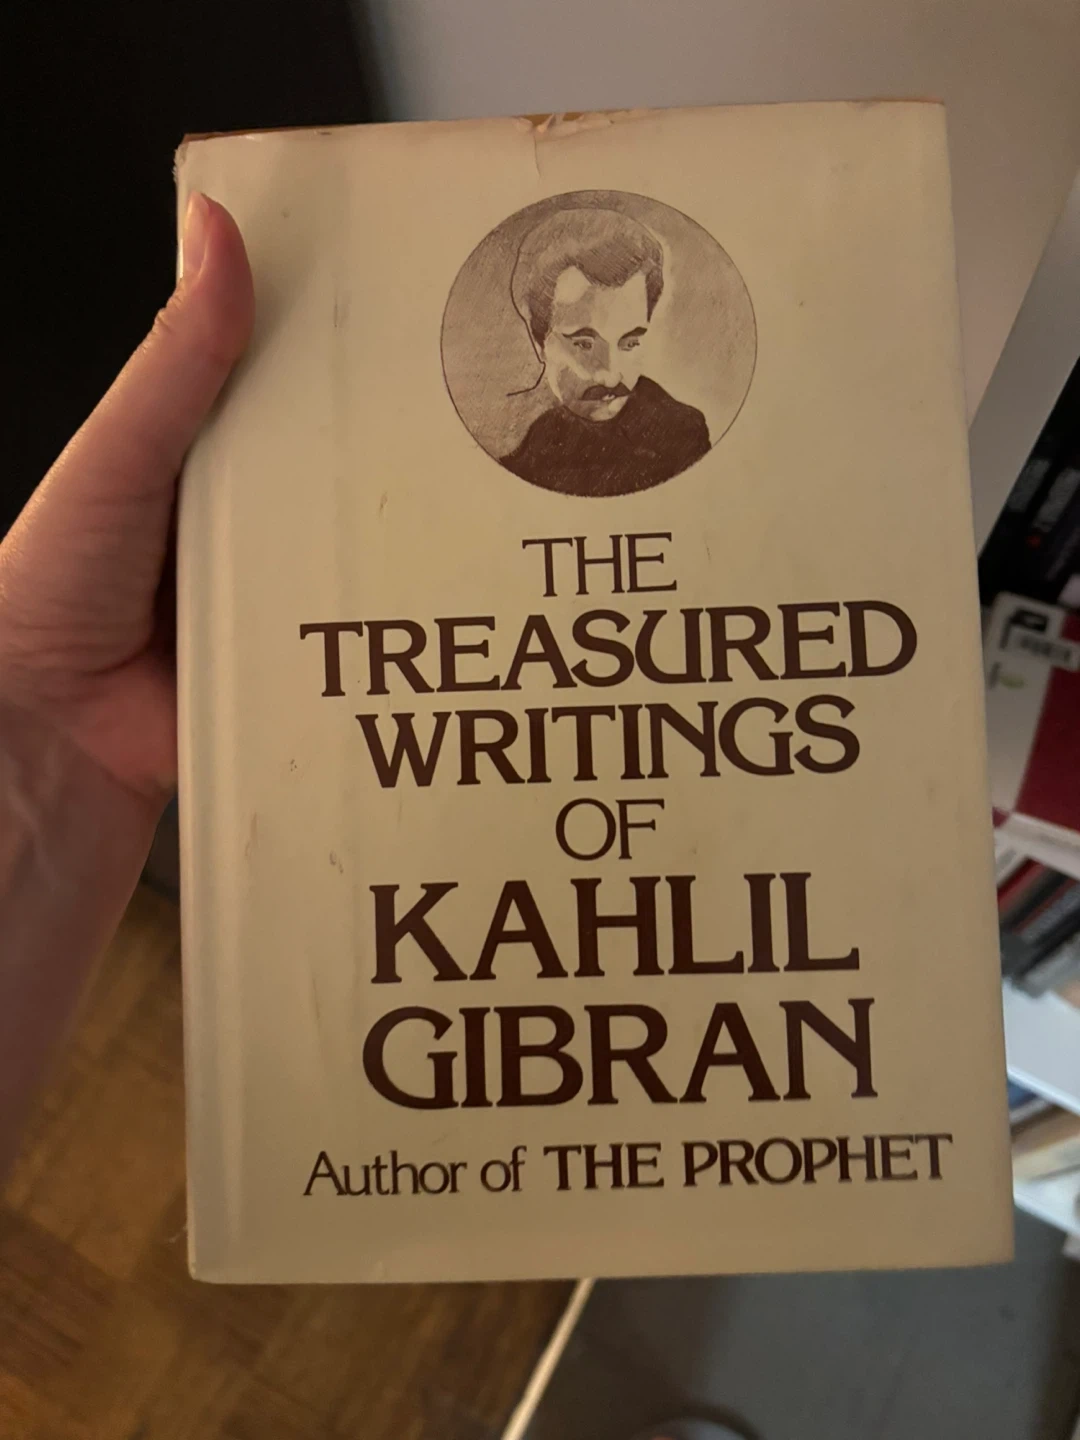 THE
TREASURED
WRITINGS
OF
KAHLIL
GIBRAN
Author of THE PROPHET